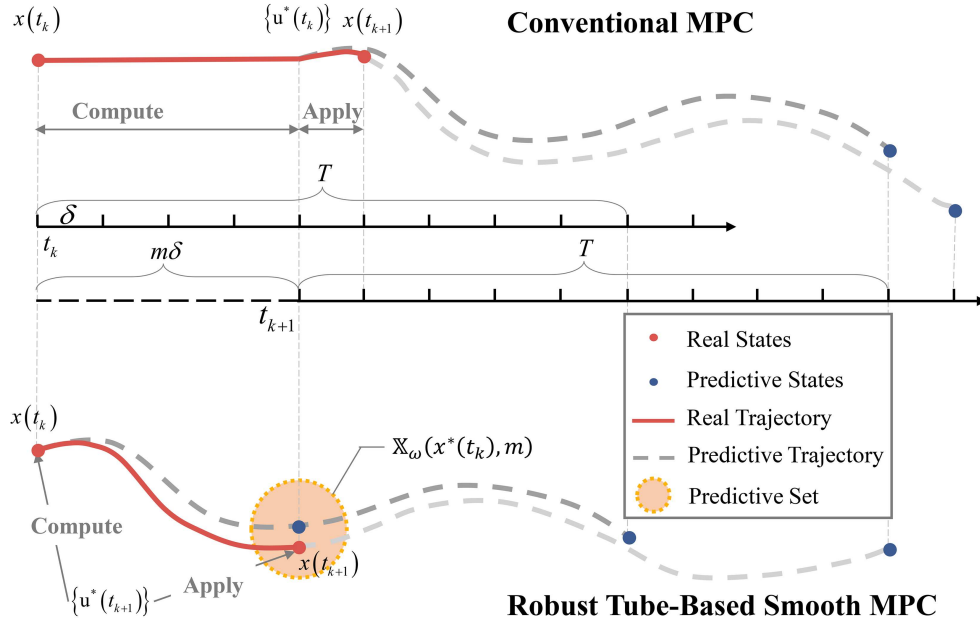 x(t_k)
{u*(t_k)}
x(t_{k+1})
Conventional MPC
Compute
Apply
T
δ
t_k
mδ
T
t_{k+1}
Real States
Predictive States
Real Trajectory
Predictive Trajectory
Predictive Set
x(t_k)
𝕏_ω(x*(t_k), m)
Compute
x(t_{k+1})
Apply
{u*(t_{k+1})}
Robust Tube-Based Smooth MPC